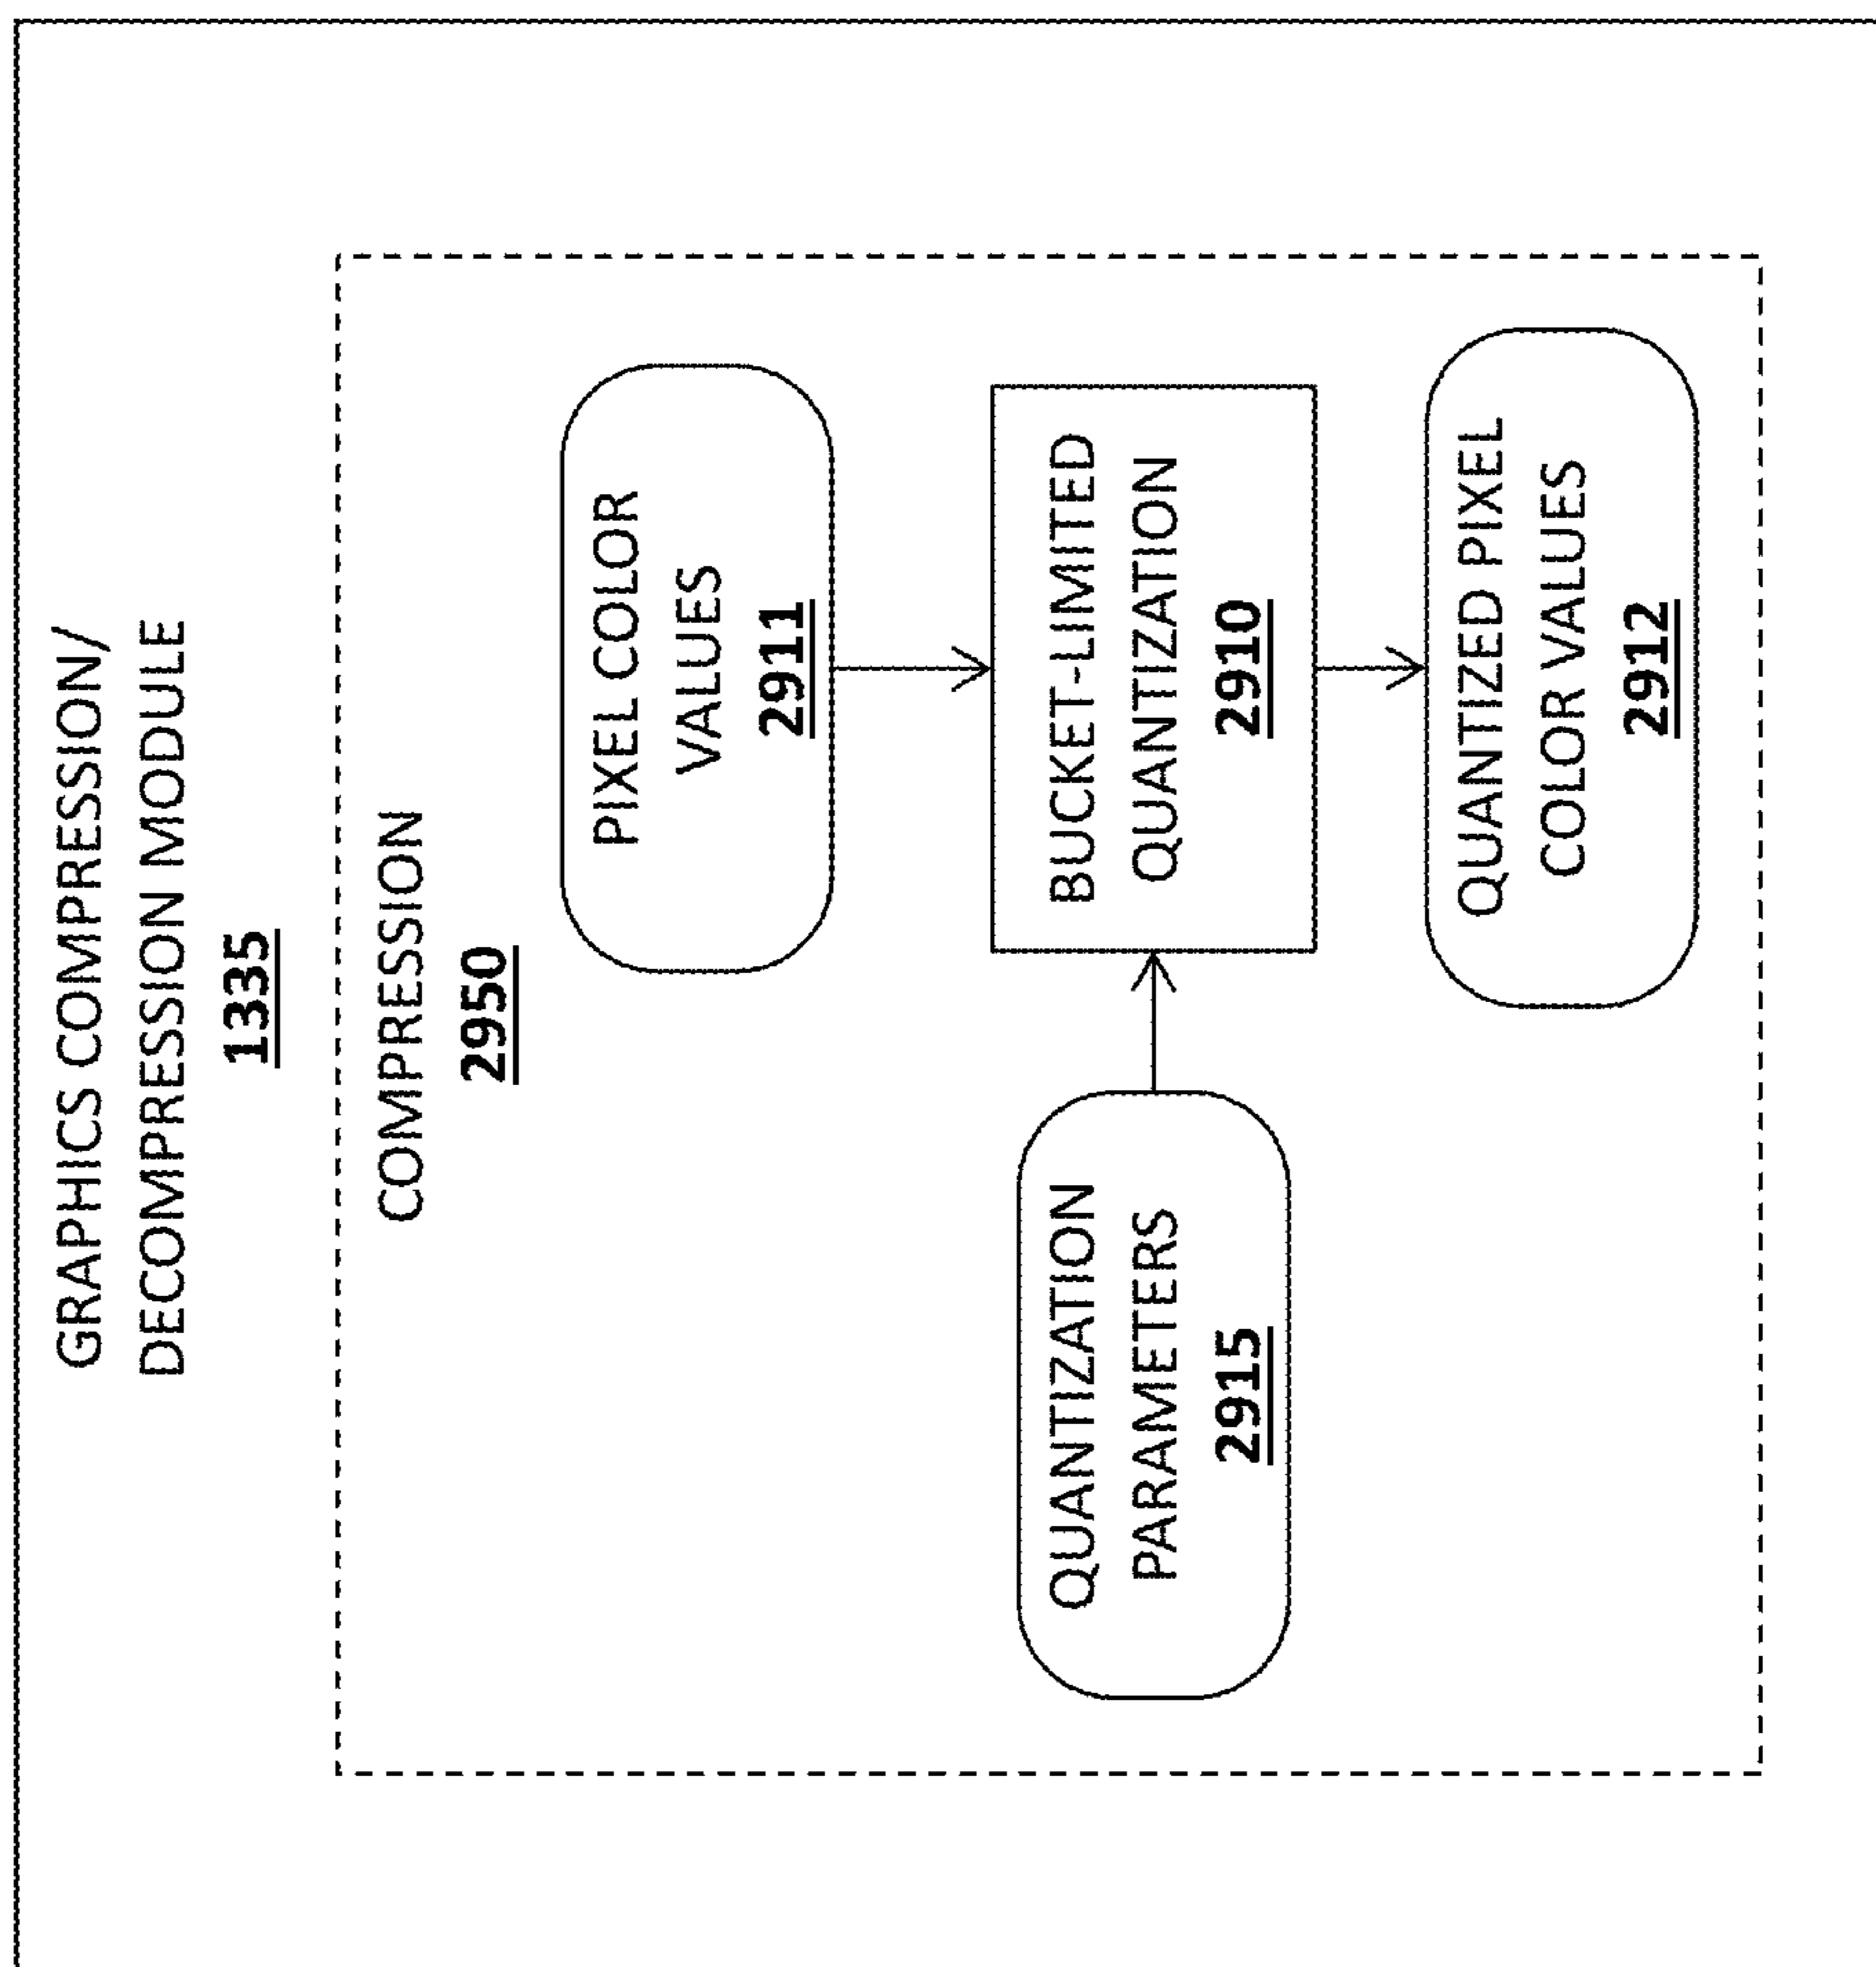 GRAPHICS COMPRESSION/
DECOMPRESSION MODULE
1335
COMPRESSION
2950
PIXEL COLOR
VALUES
2911
QUANTIZATION
PARAMETERS
2915
BUCKET-LIMITED
QUANTIZATION
2910
QUANTIZED PIXEL
COLOR VALUES
2912